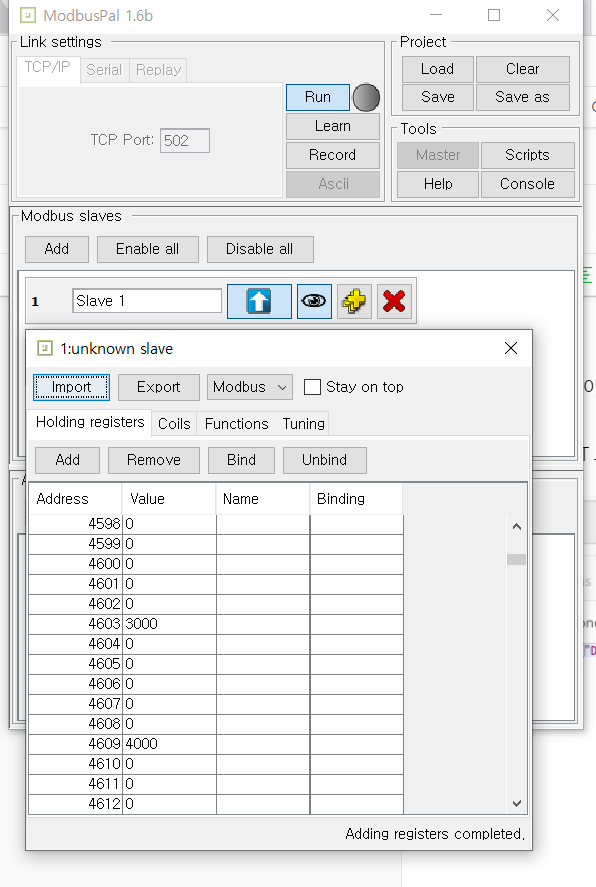 ModbusPal 1.6b
Link settings
TCP/IP Serial Replay
TCP Port: 502
Run
Learn
Record
Ascii
Project
Load Clear
Save Save as
Tools
Master Scripts
Help Console
Modbus slaves
Add Enable all Disable all
1 Slave 1
1:unknown slave
Import Export Modbus Stay on top
Holding registers Coils Functions Tuning
Add Remove Bind Unbind
Address Value Name Binding
4598 0
4599 0
4600 0
4601 0
4602 0
4603 3000
4604 0
4605 0
4606 0
4607 0
4608 0
4609 4000
4610 0
4611 0
4612 0
Adding registers completed.